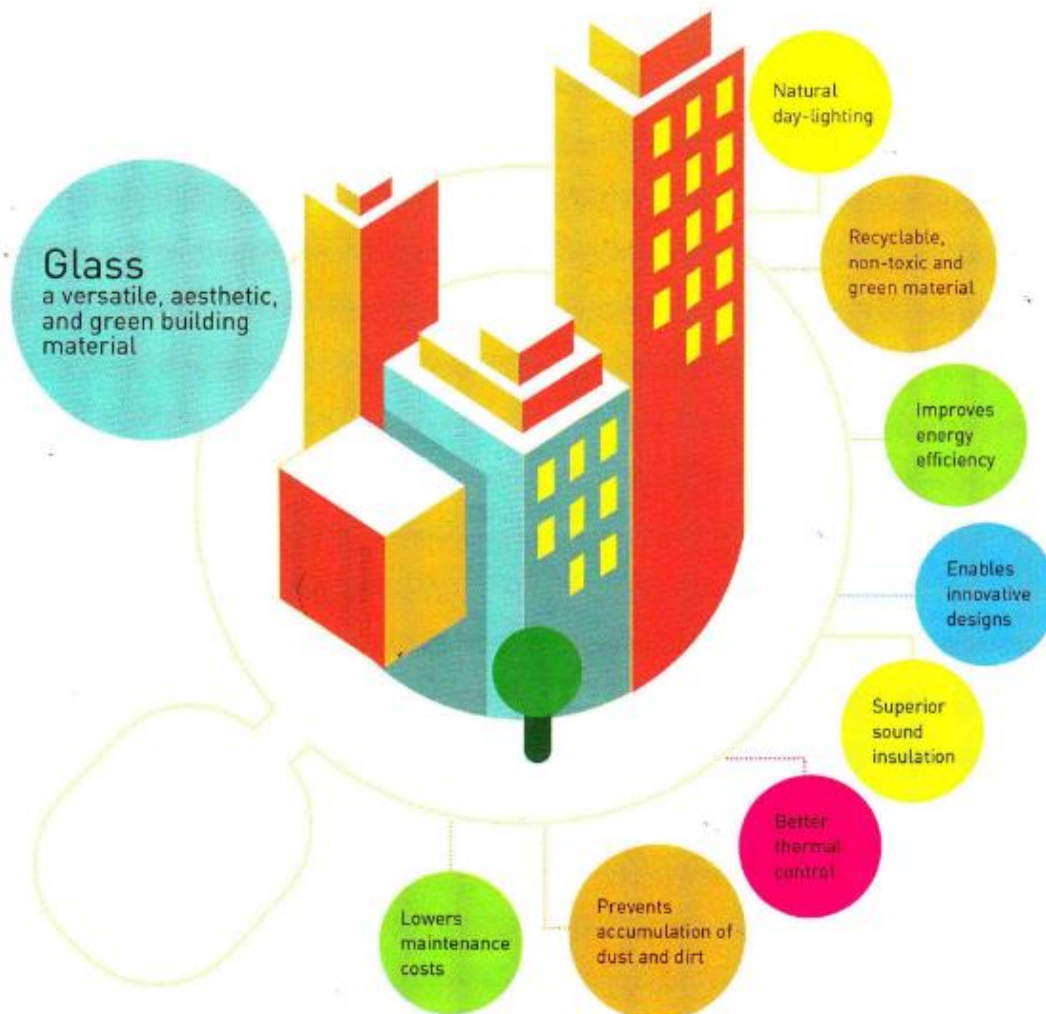 Glass
a versatile, aesthetic,
and green building
material
Natural
day-lighting
Recyclable,
non-toxic and
green material
Improves
energy
efficiency
Enables
innovative
designs
Superior
sound
insulation
Better
thermal
control
Prevents
accumulation of
dust and dirt
Lowers
maintenance
costs